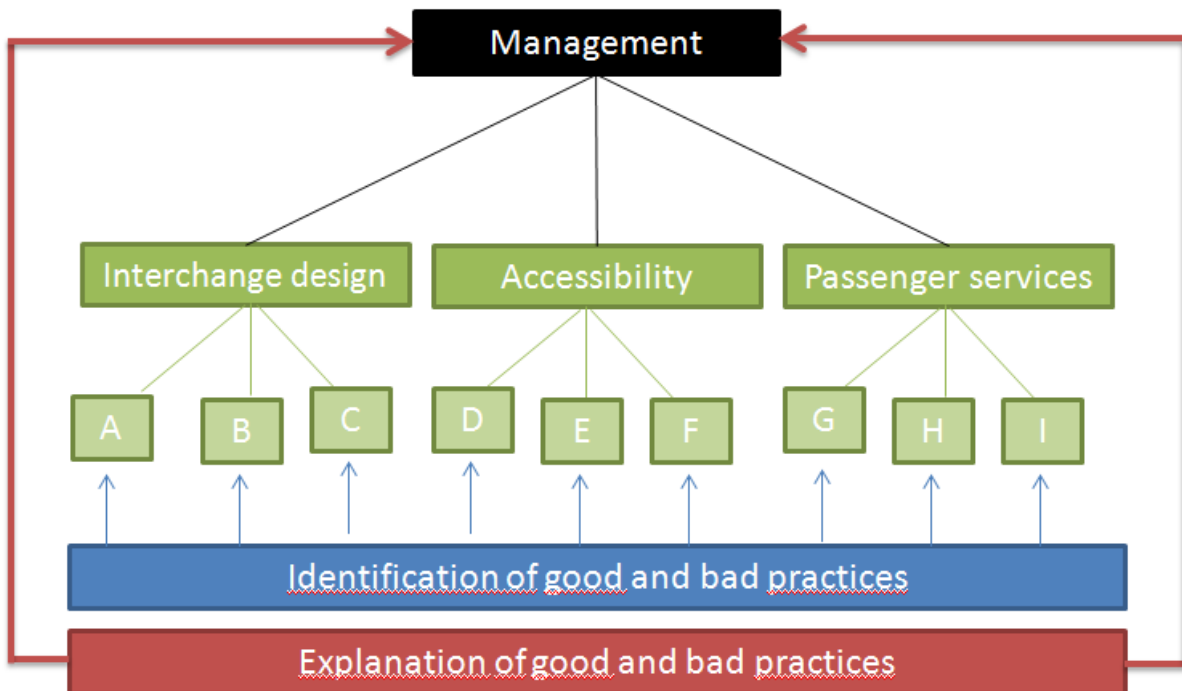 Management
Interchange design
Accessibility
Passenger services
A
B
C
D
E
F
G
H
I
Identification of good and bad practices
Explanation of good and bad practices